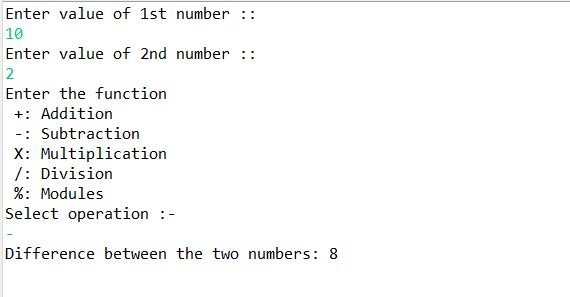 Enter value of 1st number ::
10
Enter value of 2nd number ::
2
Enter the function
+: Addition
-: Subtraction
X: Multiplication
/: Division
%: Modules
Select operation :-
-
Difference between the two numbers: 8